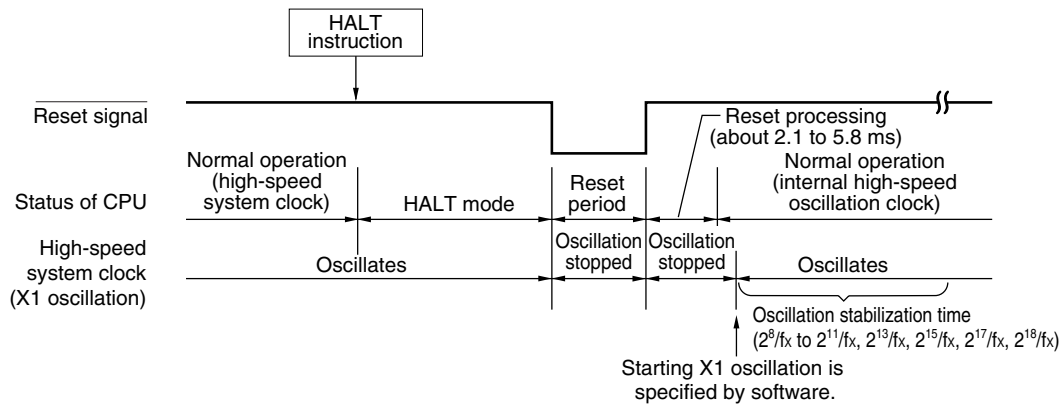 HALT
instruction
Reset signal
Reset processing
(about 2.1 to 5.8 ms)
Status of CPU
Normal operation
(high-speed
system clock)
HALT mode
Reset
period
Normal operation
(internal high-speed
oscillation clock)
High-speed
system clock
(X1 oscillation)
Oscillates
Oscillation
stopped
Oscillation
stopped
Oscillates
Oscillation stabilization time
(2⁸/fx to 2¹¹/fx, 2¹³/fx, 2¹⁵/fx, 2¹⁷/fx, 2¹⁸/fx)
Starting X1 oscillation is
specified by software.